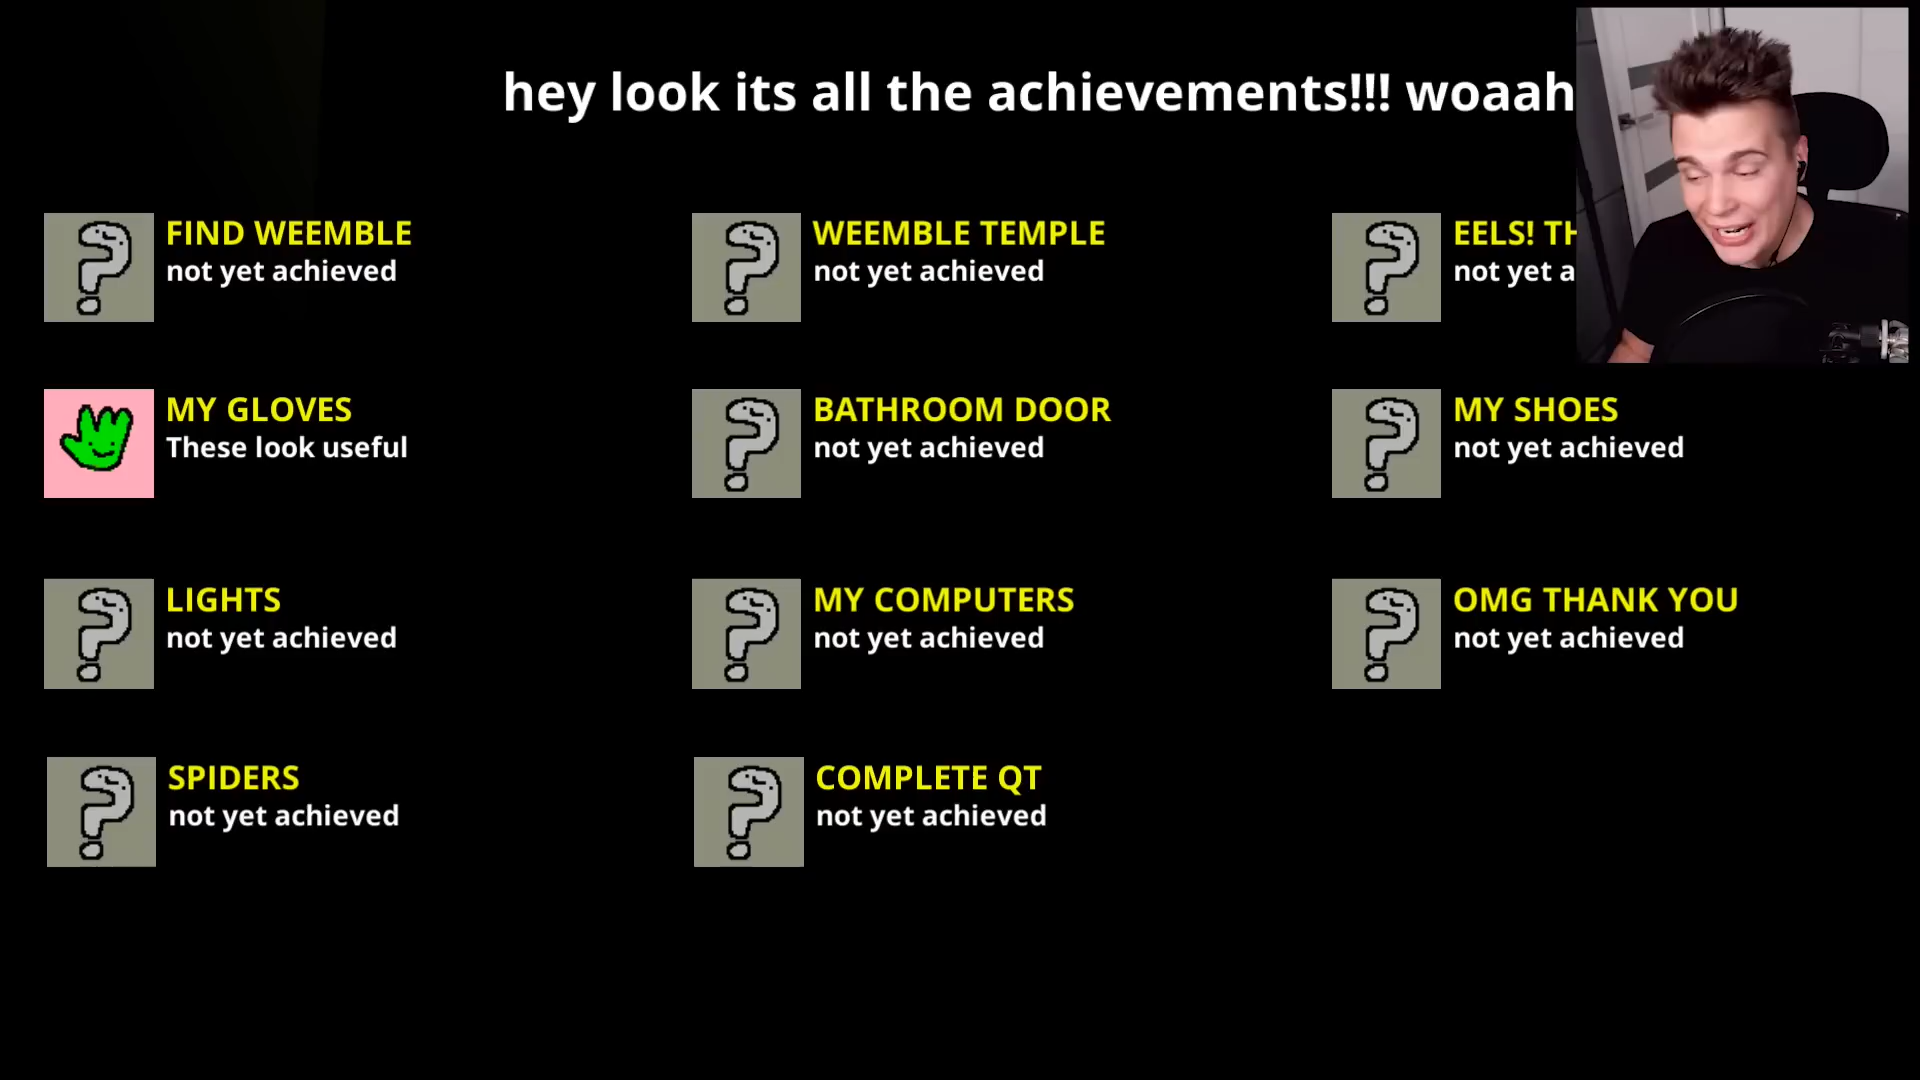 hey look its all the achievements!!! woaah
FIND WEEMBLE
not yet achieved
WEEMBLE TEMPLE
not yet achieved
EELS!
not yet
MY GLOVES
These look useful
BATHROOM DOOR
not yet achieved
MY SHOES
not yet achieved
LIGHTS
not yet achieved
MY COMPUTERS
not yet achieved
OMG THANK YOU
not yet achieved
SPIDERS
not yet achieved
COMPLETE QT
not yet achieved